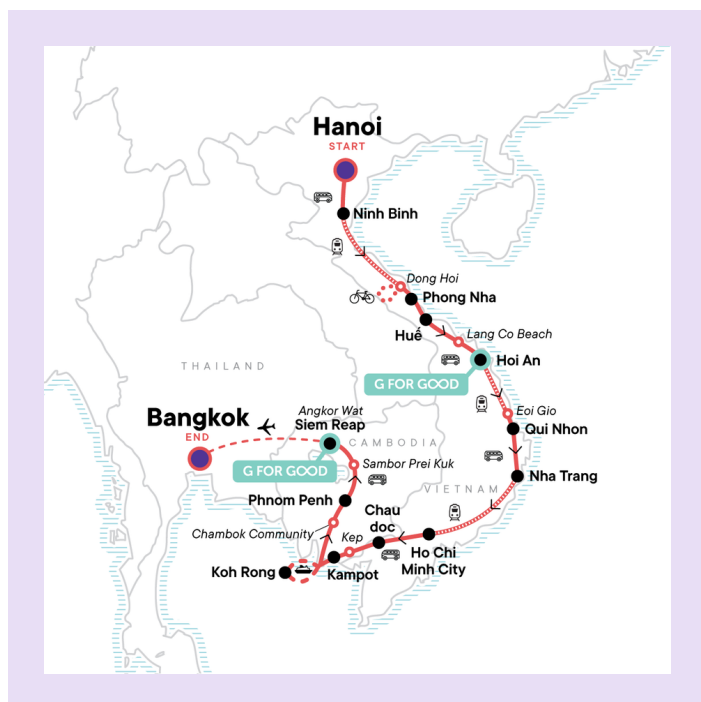 Hanoi
START
Ninh Binh
Dong Hoi
Phong Nha
Huế
Lang Co Beach
Hoi An
G FOR GOOD
THAILAND
Eoi Gio
Qui Nhon
Bangkok
END
Angkor Wat
Siem Reap
CAMBODIA
G FOR GOOD
Sambor Prei Kuk
Nha Trang
VIETNAM
Phnom Penh
Chau
doc
Chambok Community
Kep
Ho Chi
Minh City
Koh Rong
Kampot